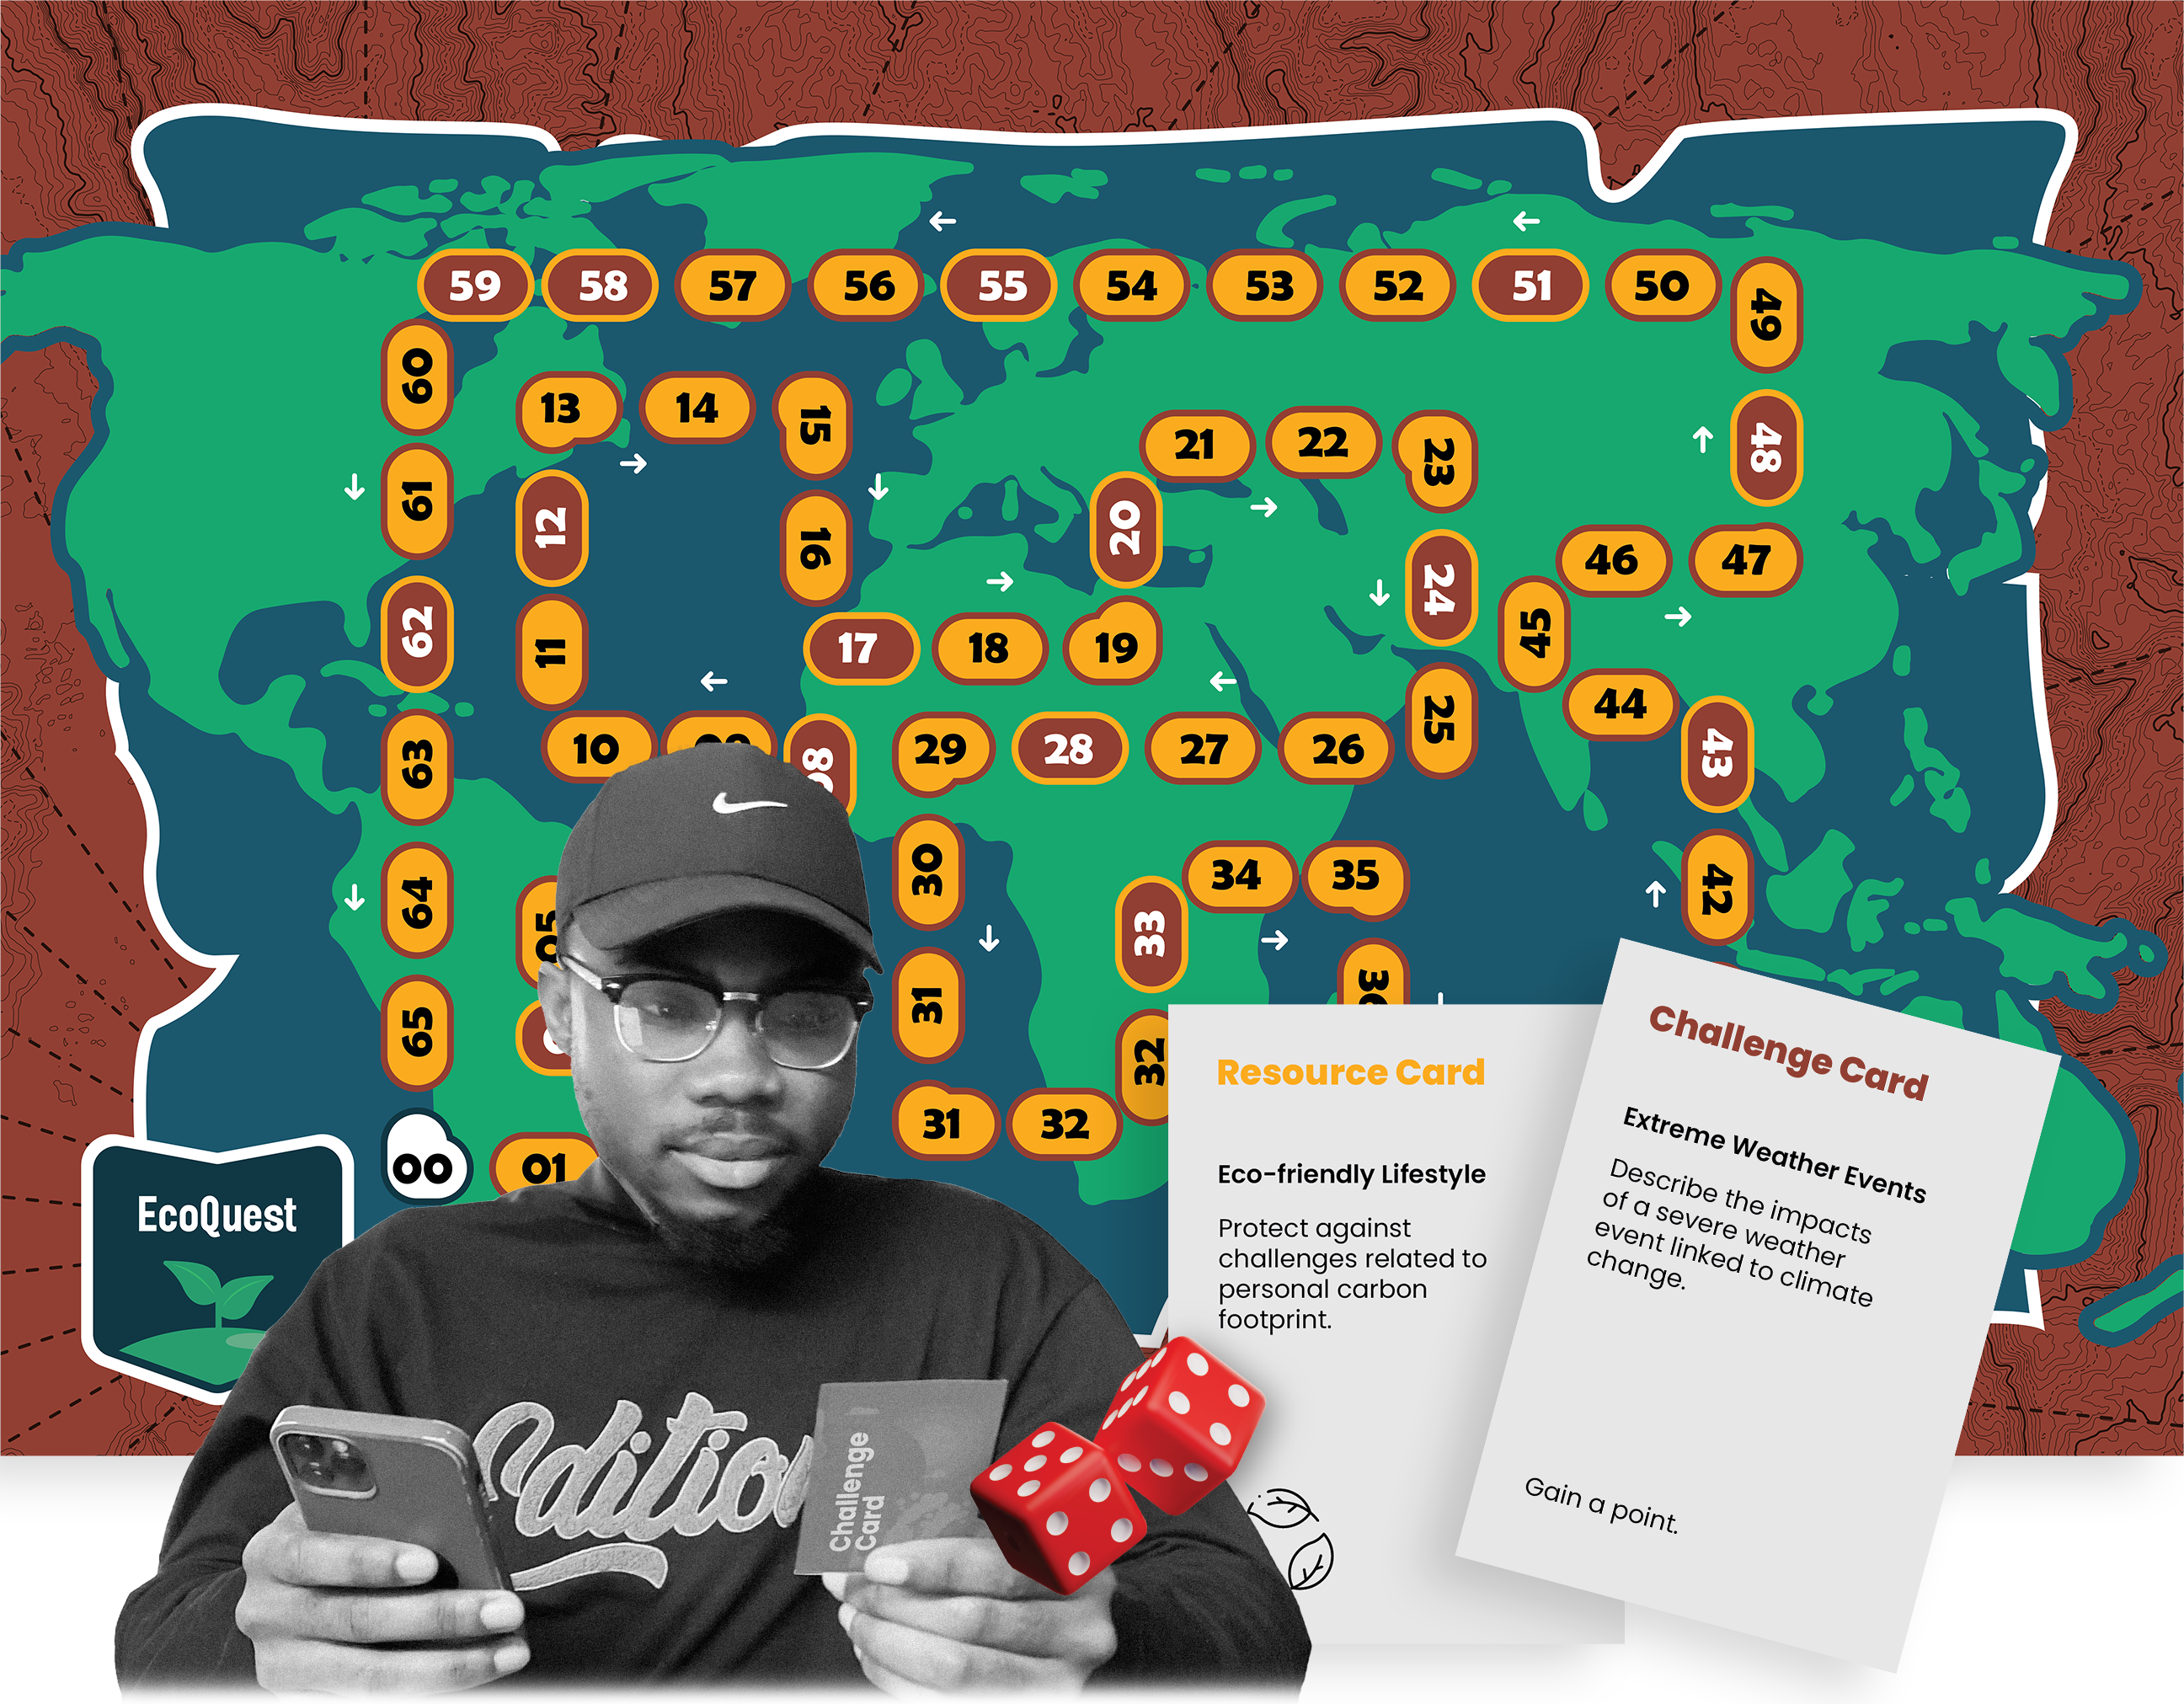 59 58 57 56 55 54 53 52 51 50 49
60
13 14 15
21 22 23
48
61
12
16
20
24
46 47
62
11
17 18 19
45
25
44
63
10
29 28 27 26
43
64
30
34 35
42
33
65
31
32
31 32
00 01
EcoQuest
Resource Card
Eco-friendly Lifestyle
Protect against
challenges related to
personal carbon
footprint.
Challenge Card
Extreme Weather Events
Describe the impacts
of a severe weather
event linked to climate
change.
Gain a point.
Challenge
Card